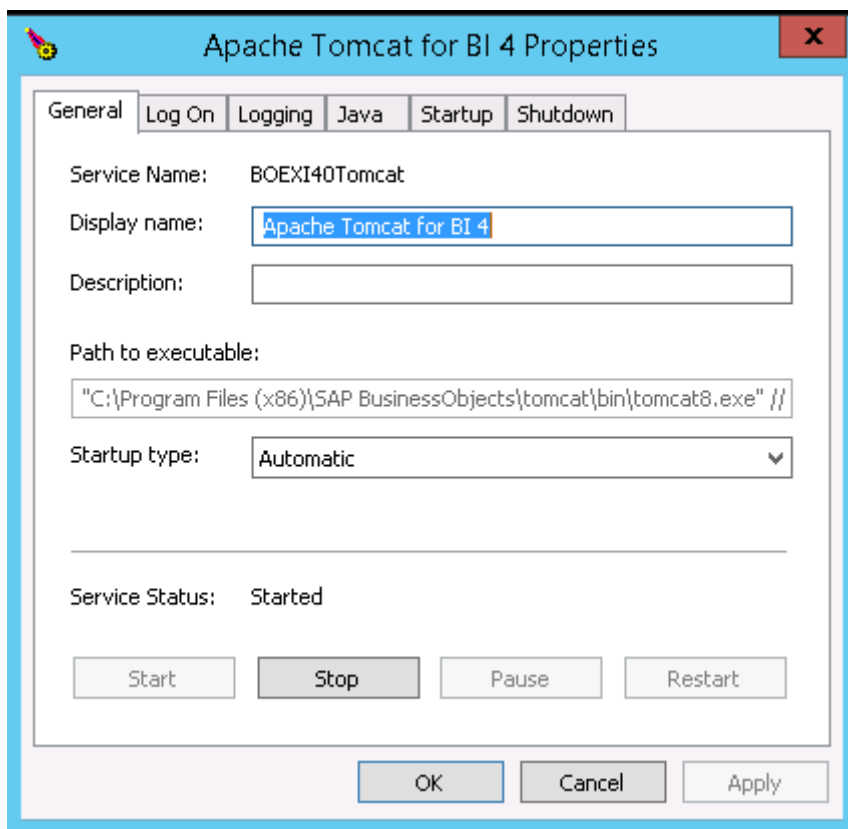 Apache Tomcat for BI 4 Properties
x
General Log On Logging Java Startup Shutdown
Service Name: BOEXI40Tomcat
Display name: Apache Tomcat for BI 4
Description:
Path to executable:
"C:\Program Files (x86)\SAP BusinessObjects\tomcat\bin\tomcat8.exe" //
Startup type: Automatic
Service Status: Started
Start Stop Pause Restart
OK Cancel Apply